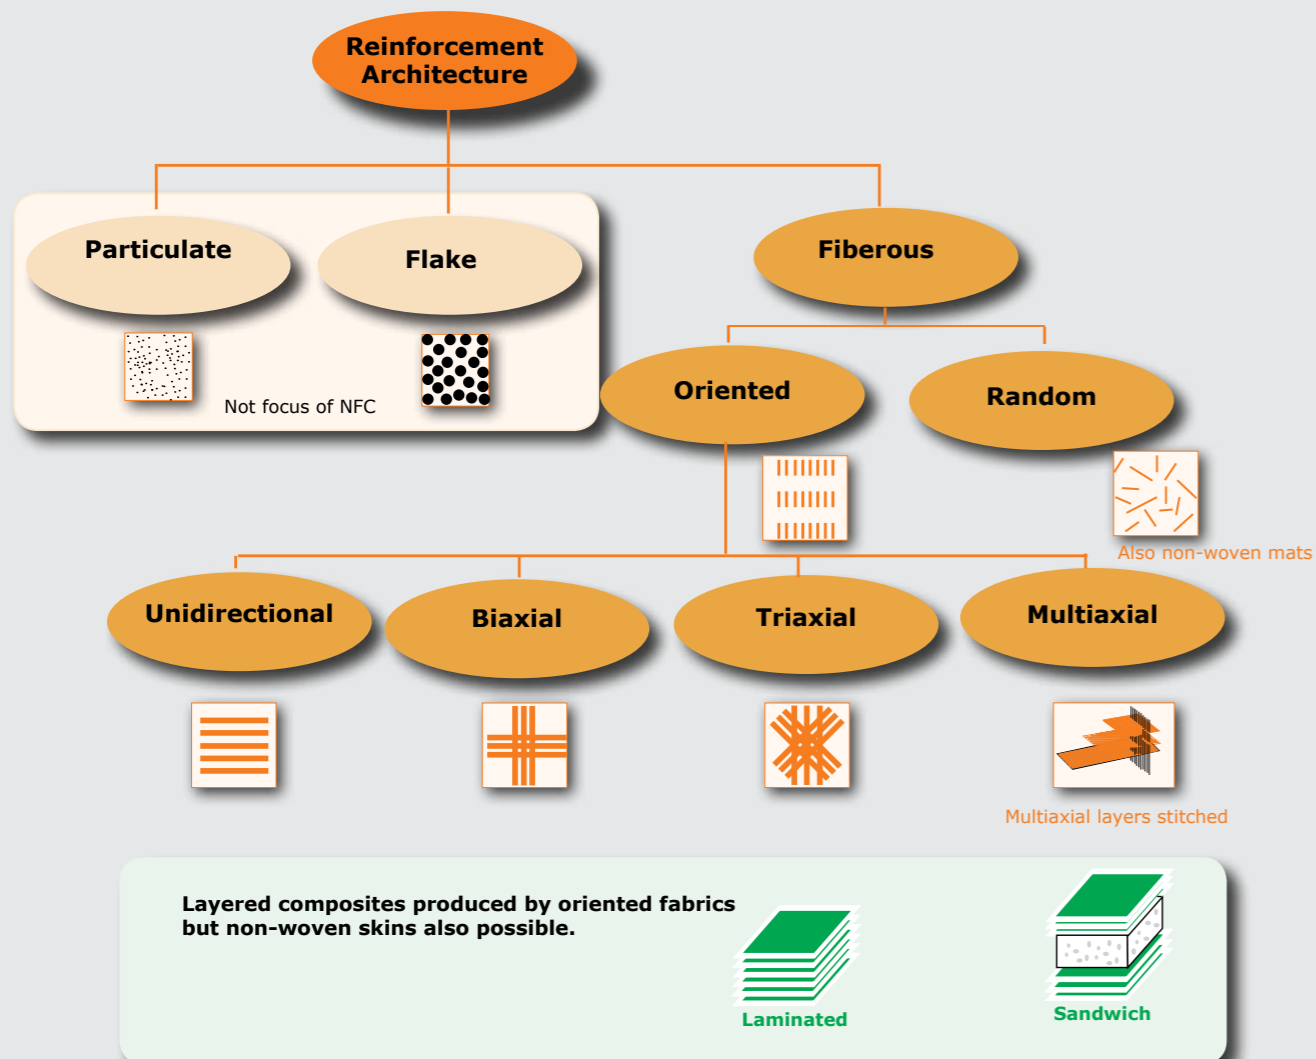 Reinforcement
Architecture
Particulate
Flake
Fiberous
Not focus of NFC
Oriented
Random
Also non-woven mats
Unidirectional
Biaxial
Triaxial
Multiaxial
Multiaxial layers stitched
Layered composites produced by oriented fabrics
but non-woven skins also possible.
Laminated
Sandwich